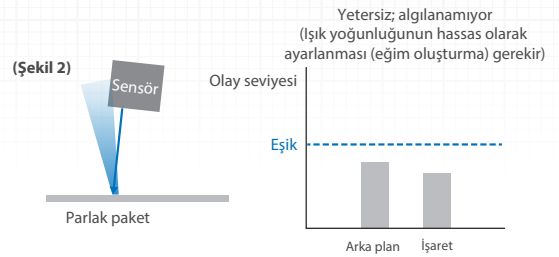 (Şekil 2)
Sensör
Parlak paket
Yetersiz; algılanamıyor
(Işık yoğunluğunun hassas olarak
ayarlanması (eğim oluşturma) gerekir)
Olay seviyesi
Eşik
Arka plan
İşaret